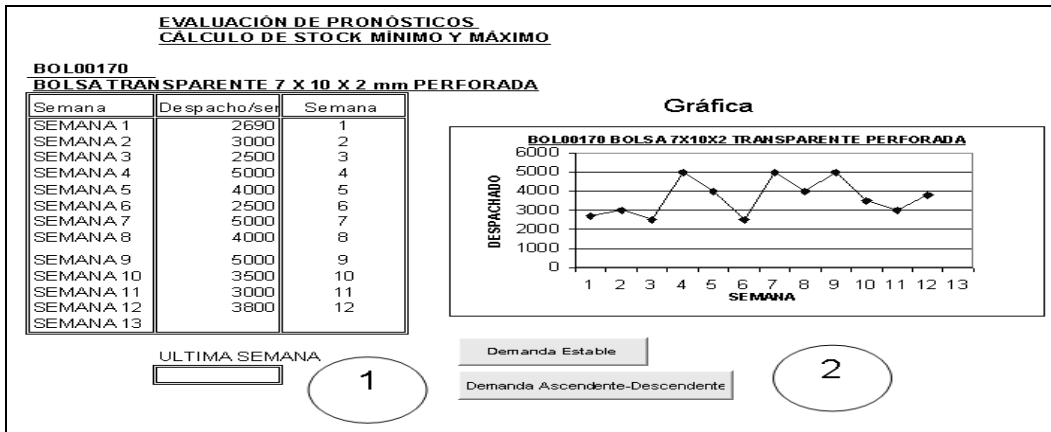 EVALUACIÓN DE PRONÓSTICOS
CÁLCULO DE STOCK MÍNIMO Y MÁXIMO
BOL00170
BOLSA TRANSPARENTE 7 X 10 X 2 mm PERFORADA
Semana Despacho/ser Semana
SEMANA 1 2690 1
SEMANA 2 3000 2
SEMANA 3 2500 3
SEMANA 4 5000 4
SEMANA 5 4000 5
SEMANA 6 2500 6
SEMANA 7 5000 7
SEMANA 8 4000 8
SEMANA 9 5000 9
SEMANA 10 3500 10
SEMANA 11 3000 11
SEMANA 12 3800 12
SEMANA 13
Gráfica
BOL00170 BOLSA 7X10X2 TRANSPARENTE PERFORADA
DESPACHADO
6000
5000
4000
3000
2000
1000
0
1 2 3 4 5 6 7 8 9 10 11 12 13
SEMANA
ULTIMA SEMANA
1
Demanda Estable
Demanda Ascendente-Descendente
2